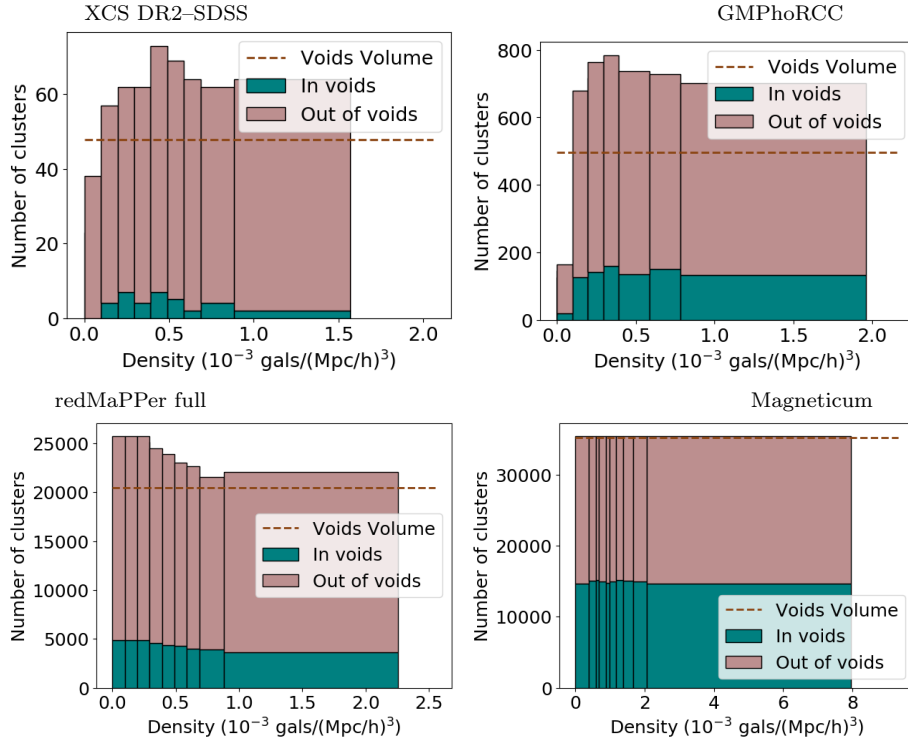 XCS DR2–SDSS
GMPhoRCC
Number of clusters
60
40
20
0
Voids Volume
In voids
Out of voids
0.0 0.5 1.0 1.5 2.0
Density (10⁻³ gals/(Mpc/h)³)
Number of clusters
800
600
400
200
0
Voids Volume
In voids
Out of voids
0.0 0.5 1.0 1.5 2.0
Density (10⁻³ gals/(Mpc/h)³)
redMaPPer full
Magneticum
Number of clusters
25000
20000
15000
10000
5000
0
Voids Volume
In voids
Out of voids
0.0 0.5 1.0 1.5 2.0 2.5
Density (10⁻³ gals/(Mpc/h)³)
Number of clusters
30000
20000
10000
0
Voids Volume
In voids
Out of voids
0 2 4 6 8
Density (10⁻³ gals/(Mpc/h)³)